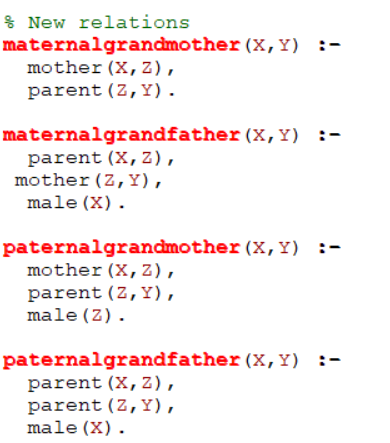 % New relations
maternalgrandmother(X,Y) :-
  mother(X,Z),
  parent(Z,Y).

maternalgrandfather(X,Y) :-
  parent(X,Z),
 mother(Z,Y),
  male(X).

paternalgrandmother(X,Y) :-
  mother(X,Z),
  parent(Z,Y),
  male(Z).

paternalgrandfather(X,Y) :-
  parent(X,Z),
  parent(Z,Y),
  male(X).